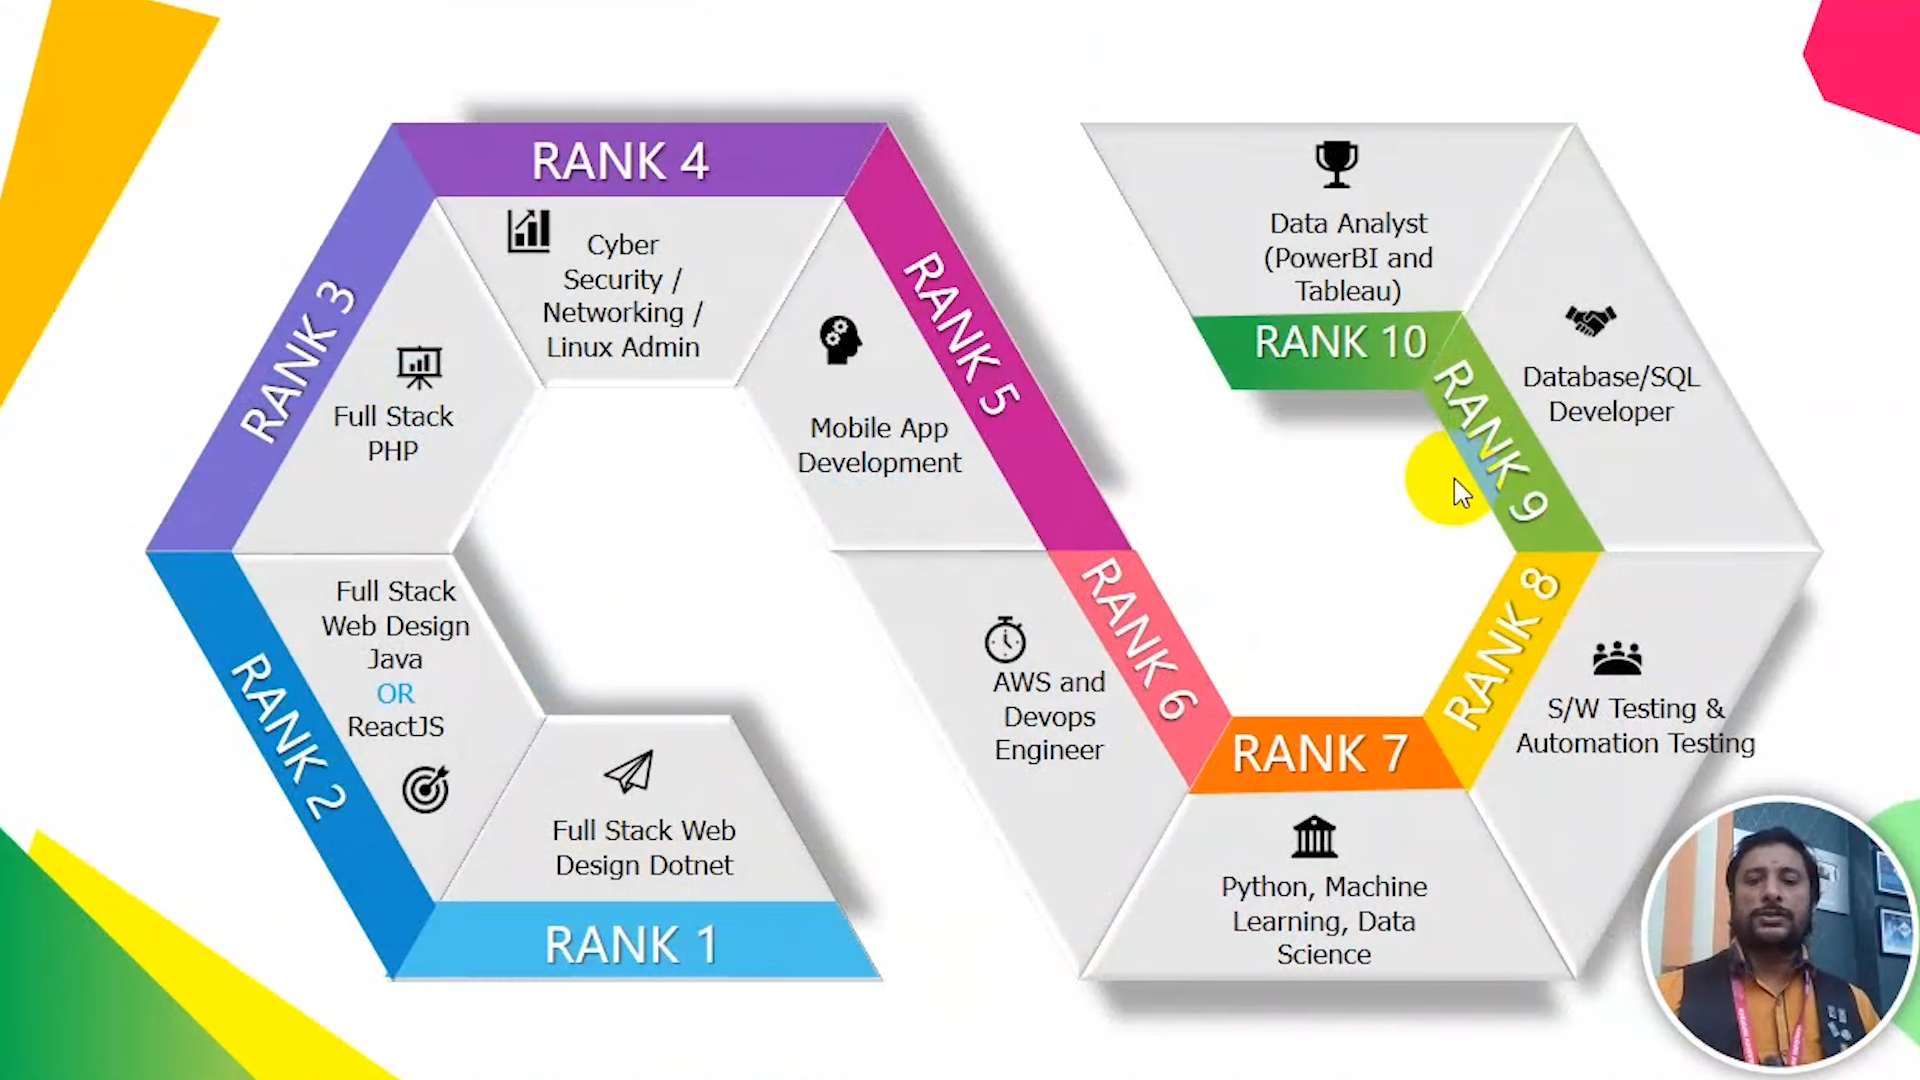 RANK 4
Cyber
Security /
Networking /
Linux Admin
RANK 3
Full Stack
PHP
RANK 5
Mobile App
Development
Full Stack
Web Design
Java
OR
ReactJS
RANK 2
Full Stack Web
Design Dotnet
RANK 1
Data Analyst
(PowerBI and
Tableau)
RANK 10
Database/SQL
Developer
RANK 9
AWS and
Devops
Engineer
RANK 6
RANK 8
S/W Testing &
Automation Testing
RANK 7
Python, Machine
Learning, Data
Science